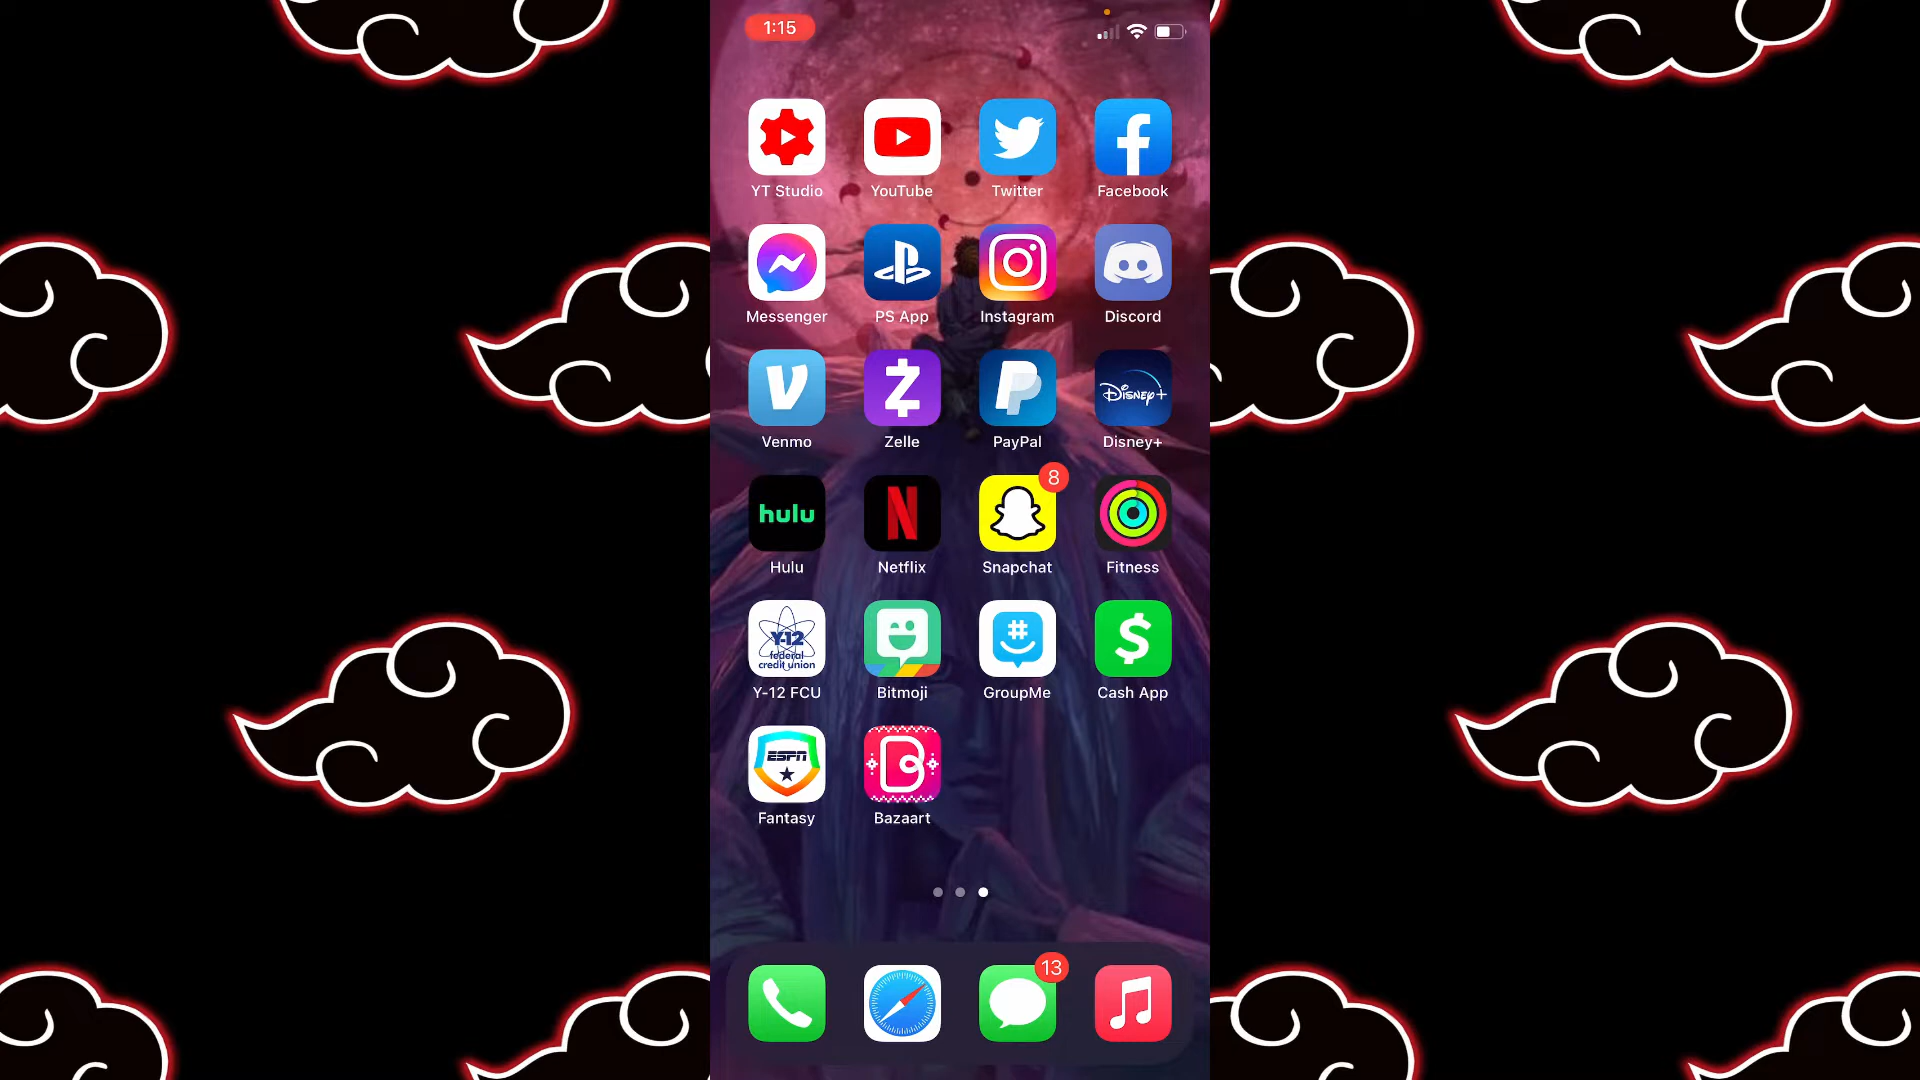 1:15
YT Studio YouTube Twitter Facebook
Messenger PS App Instagram Discord
Disney+
Venmo Zelle PayPal Disney+
8
hulu
Hulu Netflix Snapchat Fitness
Y-12
federal
credit union
Y-12 FCU Bitmoji GroupMe Cash App
ESPN
Fantasy Bazaart
13